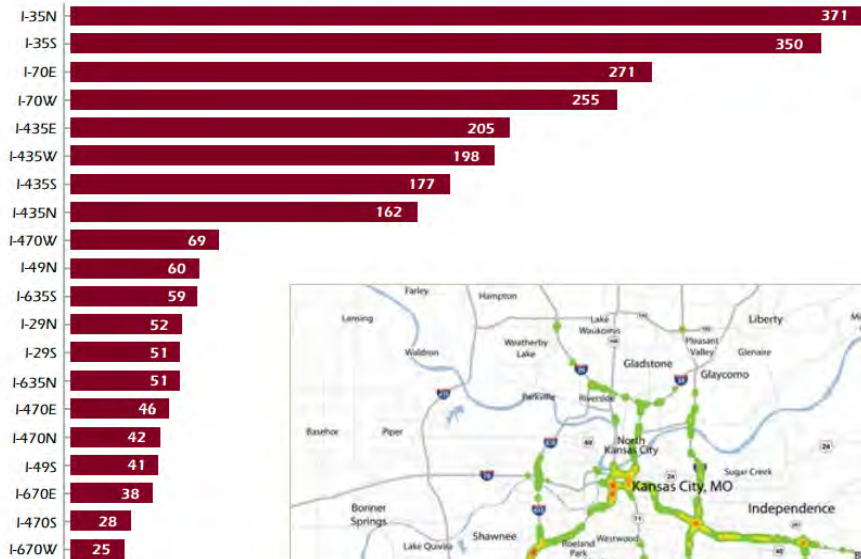 I-35N 371
I-35S 350
I-70E 271
I-70W 255
I-435E 205
I-435W 198
I-435S 177
I-435N 162
I-470W 69
I-49N 60
I-635S 59
I-29N 52
I-29S 51
I-635N 51
I-470E 46
I-470N 42
I-49S 41
I-670E 38
I-470S 28
I-670W 25
Farley
Hampton
Lansing
Lake
Waukomis
Liberty
Weatherby
Lake
Pleasant
Valley
Glenaire
Waldron
Gladstone
Glaycomo
Parkville
Riverside
Basehor
Piper
North
Kansas City
24
Sugar Creek
Kansas City, MO
Independence
Bonner
Springs
Shawnee
Lake Quivira
Roeland
Park
Westwood